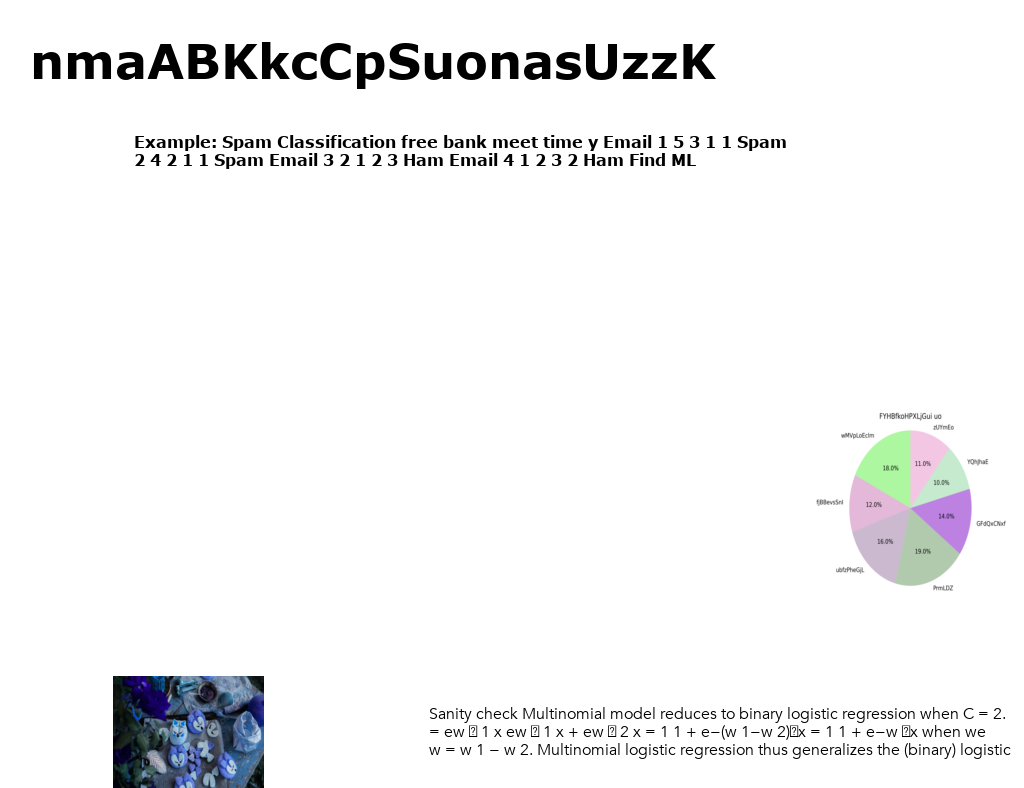 nmaABKkcCpSuonasUzzK
Example: Spam Classification free bank meet time y Email 1 5 3 1 1 Spam
2 4 2 1 1 Spam Email 3 2 1 2 3 Ham Email 4 1 2 3 2 Ham Find ML
FYHBfkoHPXLjGui uo
zUYmEo
wMVpLoEcIm
YQhJhaE
18.0%
11.0%
10.0%
fJBBevsSnI
12.0%
14.0%
GFdQxCNxf
16.0%
19.0%
ubfzPheGjL
PrmLDZ
Sanity check Multinomial model reduces to binary logistic regression when C = 2.
= ew 1 x ew 1 x + ew 2 x = 1 1 + e−(w 1−w 2) x = 1 1 + e−w x when we
w = w 1 − w 2. Multinomial logistic regression thus generalizes the (binary) logistic